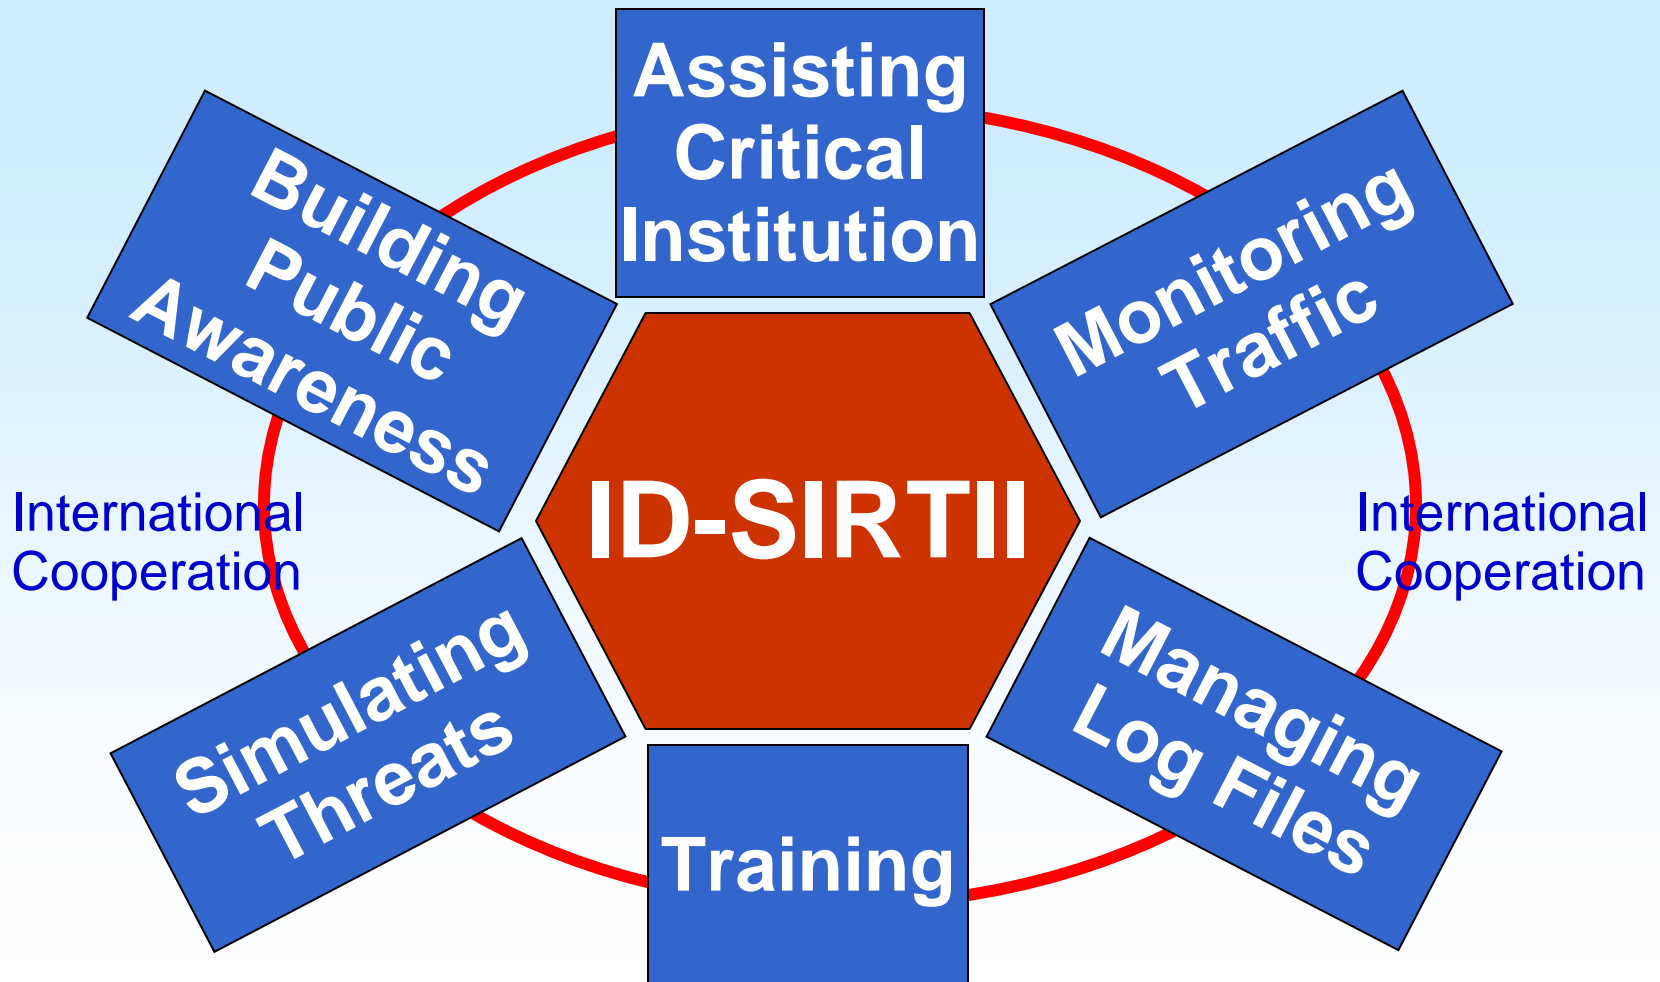 Assisting
Critical
Institution
Building
Public
Awareness
Monitoring
Traffic
ID-SIRTII
International
Cooperation
International
Cooperation
Simulating
Threats
Managing
Log Files
Training